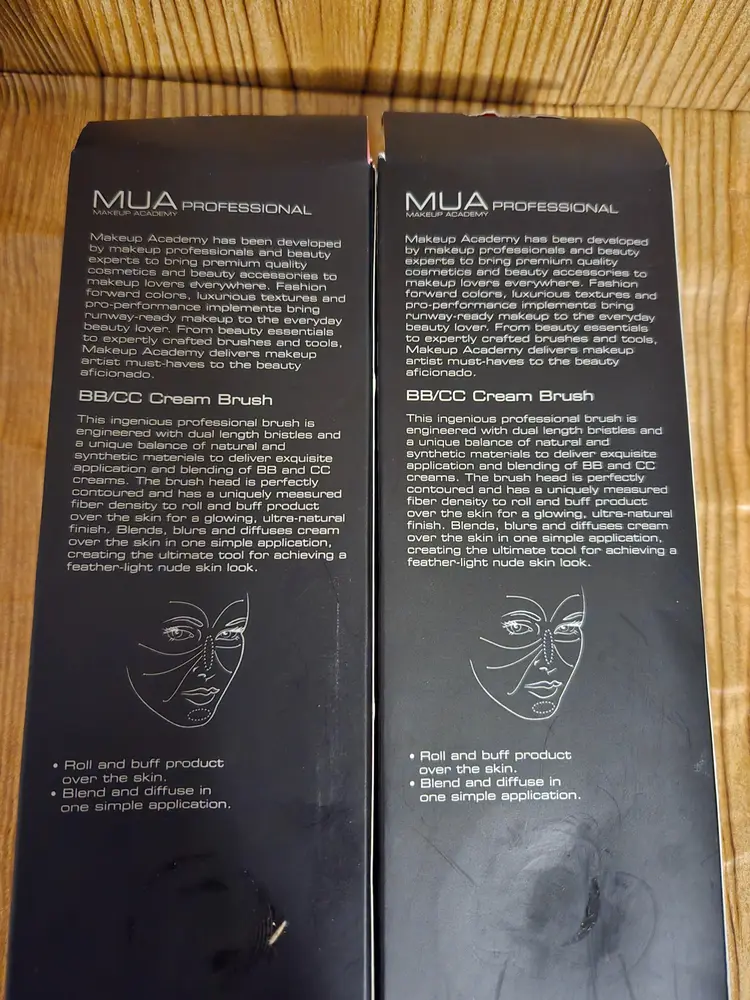 MUA PROFESSIONAL
MAKEUP ACADEMY
Makeup Academy has been developed
by makeup professionals and beauty
experts to bring premium quality
cosmetics and beauty accessories to
makeup lovers everywhere. Fashion
forward colors, luxurious textures and
pro-performance implements bring
runway-ready makeup to the everyday
beauty lover. From beauty essentials
to expertly crafted brushes and tools,
Makeup Academy delivers makeup
artist must-haves to the beauty
aficionado.
BB/CC Cream Brush
This ingenious professional brush is
engineered with dual length bristles and
a unique balance of natural and
synthetic materials to deliver exquisite
application and blending of BB and CC
creams. The brush head is perfectly
contoured and has a uniquely measured
fiber density to roll and buff product
over the skin for a glowing, ultra-natural
finish. Blends, blurs and diffuses cream
over the skin in one simple application,
creating the ultimate tool for achieving a
feather-light nude skin look.
• Roll and buff product
over the skin.
• Blend and diffuse in
one simple application.
MUA PROFESSIONAL
MAKEUP ACADEMY
Makeup Academy has been developed
by makeup professionals and beauty
experts to bring premium quality
cosmetics and beauty accessories to
makeup lovers everywhere. Fashion
forward colors, luxurious textures and
pro-performance implements bring
runway-ready makeup to the everyday
beauty lover. From beauty essentials
to expertly crafted brushes and tools,
Makeup Academy delivers makeup
artist must-haves to the beauty
aficionado.
BB/CC Cream Brush
This ingenious professional brush is
engineered with dual length bristles and
a unique balance of natural and
synthetic materials to deliver exquisite
application and blending of BB and CC
creams. The brush head is perfectly
contoured and has a uniquely measured
fiber density to roll and buff product
over the skin for a glowing, ultra-natural
finish. Blends, blurs and diffuses cream
over the skin in one simple application,
creating the ultimate tool for achieving a
feather-light nude skin look.
• Roll and buff product
over the skin.
• Blend and diffuse in
one simple application.